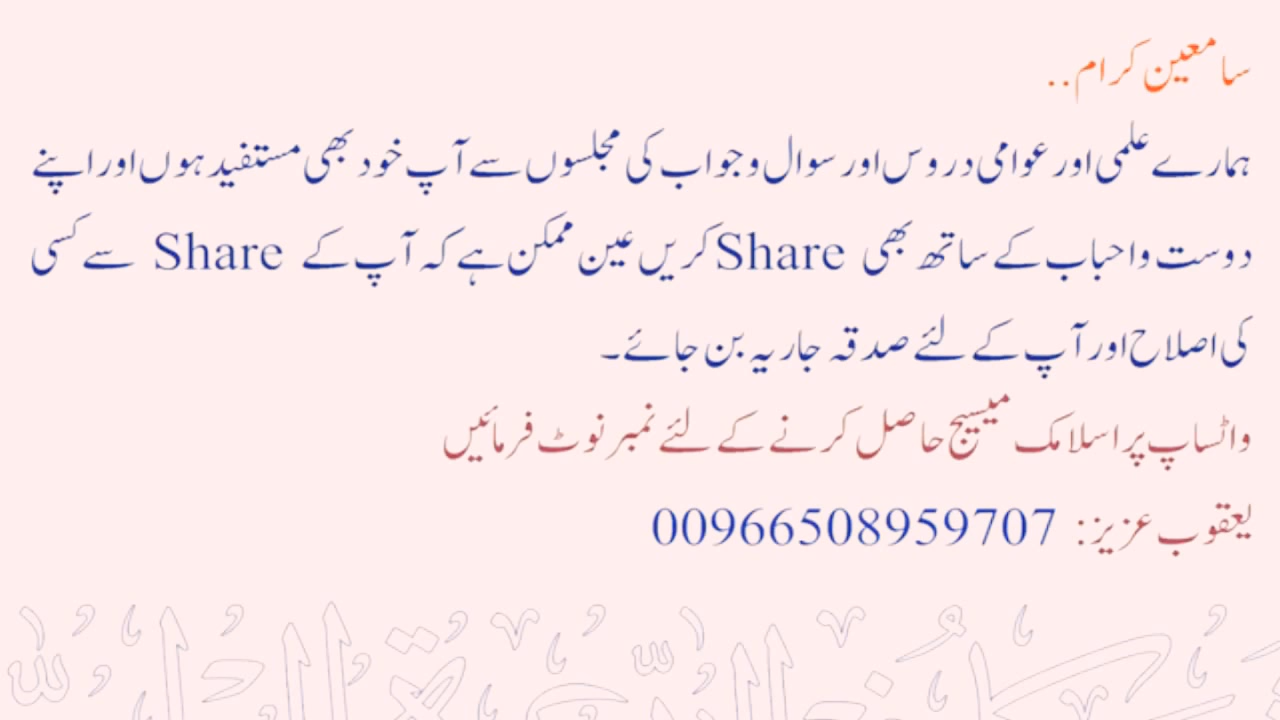 سامعین کرام..
ہمارے علمی اور عوامی دروس اور سوال وجواب کی مجلسوں سے آپ خود بھی مستفید ہوں اور اپنے
دوست واحباب کے ساتھ بھی Share کریں عین ممکن ہے کہ آپ کے Share سے کسی
کی اصلاح اور آپ کے لئے صدقہ جاریہ بن جائے۔
واٹساپ پر اسلامک میسیج حاصل کرنے کے لئے نمبر نوٹ فرمائیں
یعقوب عزیز: 00966508959707